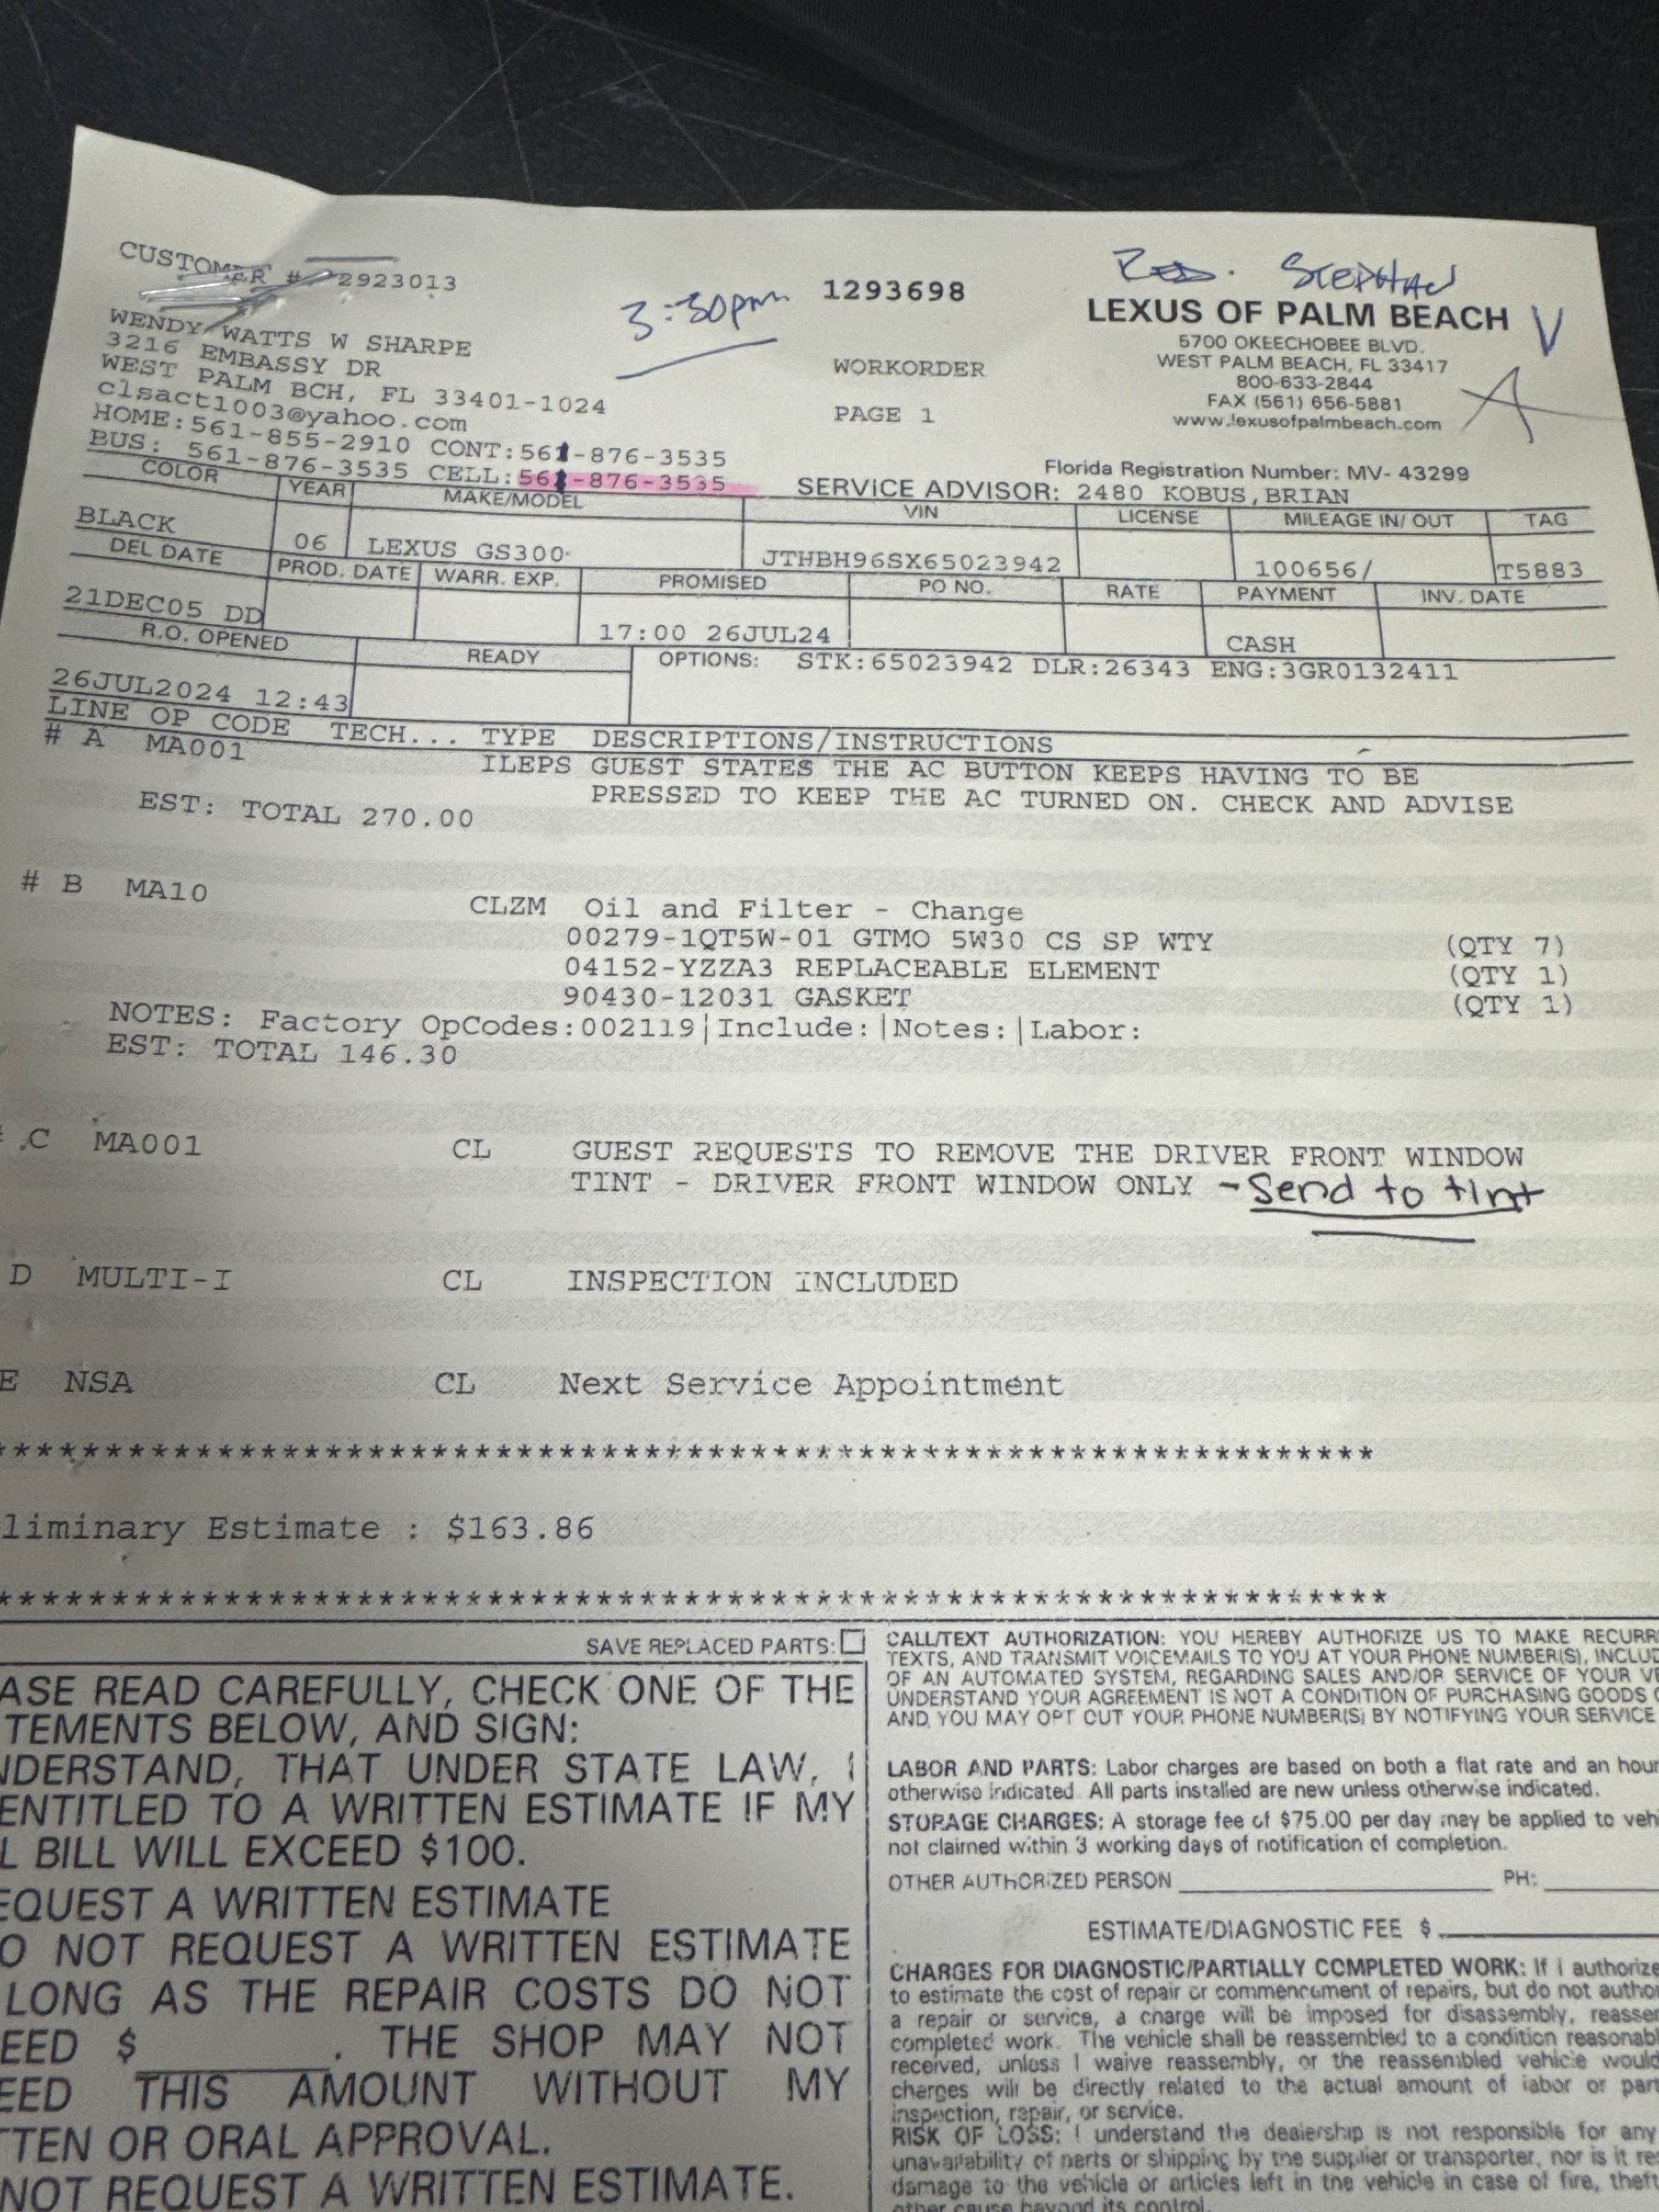 CUSTOMER # 2923013
3:30pm
1293698
STEPHAN
LEXUS OF PALM BEACH
V
5700 OKEECHOBEE BLVD.
WEST PALM BEACH, FL 33417
800-633-2844
FAX (561) 656-5881
www.lexusofpalmbeach.com
A
WENDY WATTS W SHARPE
3216 EMBASSY DR
WEST PALM BCH, FL 33401-1024
clsact1003@yahoo.com
HOME:561-855-2910 CONT:561-876-3535
BUS: 561-876-3535 CELL:561-876-3535
WORKORDER
PAGE 1
Florida Registration Number: MV- 43299
SERVICE ADVISOR: 2480 KOBUS,BRIAN
COLOR YEAR MAKE/MODEL VIN LICENSE MILEAGE IN/ OUT TAG
BLACK 06 LEXUS GS300 JTHBH96SX65023942 100656/ T5883
DEL DATE PROD. DATE WARR. EXP. PROMISED PO NO. RATE PAYMENT INV. DATE
21DEC05 DD 17:00 26JUL24 CASH
R.O. OPENED READY OPTIONS: STK:65023942 DLR:26343 ENG:3GR0132411
26JUL2024 12:43
LINE OP CODE TECH... TYPE DESCRIPTIONS/INSTRUCTIONS
# A MA001 ILEPS GUEST STATES THE AC BUTTON KEEPS HAVING TO BE
PRESSED TO KEEP THE AC TURNED ON. CHECK AND ADVISE
EST: TOTAL 270.00
# B MA10 CLZM Oil and Filter - Change
00279-1QT5W-01 GTMO 5W30 CS SP WTY (QTY 7)
04152-YZZA3 REPLACEABLE ELEMENT (QTY 1)
90430-12031 GASKET (QTY 1)
NOTES: Factory OpCodes:002119|Include:|Notes:|Labor:
EST: TOTAL 146.30
# C MA001 CL GUEST REQUESTS TO REMOVE THE DRIVER FRONT WINDOW
TINT - DRIVER FRONT WINDOW ONLY - Send to tint
D MULTI-I CL INSPECTION INCLUDED
E NSA CL Next Service Appointment
liminary Estimate : $163.86
SAVE REPLACED PARTS:
ASE READ CAREFULLY, CHECK ONE OF THE
TEMENTS BELOW, AND SIGN:
NDERSTAND, THAT UNDER STATE LAW, I
ENTITLED TO A WRITTEN ESTIMATE IF MY
L BILL WILL EXCEED $100.
EQUEST A WRITTEN ESTIMATE
O NOT REQUEST A WRITTEN ESTIMATE
LONG AS THE REPAIR COSTS DO NOT
EED $________. THE SHOP MAY NOT
EED THIS AMOUNT WITHOUT MY
TTEN OR ORAL APPROVAL.
NOT REQUEST A WRITTEN ESTIMATE.
CALL/TEXT AUTHORIZATION: YOU HEREBY AUTHORIZE US TO MAKE RECURR
TEXTS, AND TRANSMIT VOICEMAILS TO YOU AT YOUR PHONE NUMBER(S), INCLUD
OF AN AUTOMATED SYSTEM, REGARDING SALES AND/OR SERVICE OF YOUR VE
UNDERSTAND YOUR AGREEMENT IS NOT A CONDITION OF PURCHASING GOODS
AND YOU MAY OPT OUT YOUR PHONE NUMBER(S) BY NOTIFYING YOUR SERVICE
LABOR AND PARTS: Labor charges are based on both a flat rate and an hour
otherwise indicated. All parts installed are new unless otherwise indicated.
STORAGE CHARGES: A storage fee of $75.00 per day may be applied to vehi
not claimed within 3 working days of notification of completion.
OTHER AUTHORIZED PERSON ________ PH: ________
ESTIMATE/DIAGNOSTIC FEE $ ________
CHARGES FOR DIAGNOSTIC/PARTIALLY COMPLETED WORK: If I authorize
to estimate the cost of repair or commencement of repairs, but do not author
a repair or service, a charge will be imposed for disassembly, reasser
completed work. The vehicle shall be reassembled to a condition reasonabl
received, unless I waive reassembly, or the reassembled vehicle would
charges will be directly related to the actual amount of labor or part
inspection, repair, or service.
RISK OF LOSS: I understand the dealership is not responsible for any
unavailability of parts or shipping by the supplier or transporter, nor is it re
damage to the vehicle or articles left in the vehicle in case of fire, theft
other cause beyond its control.